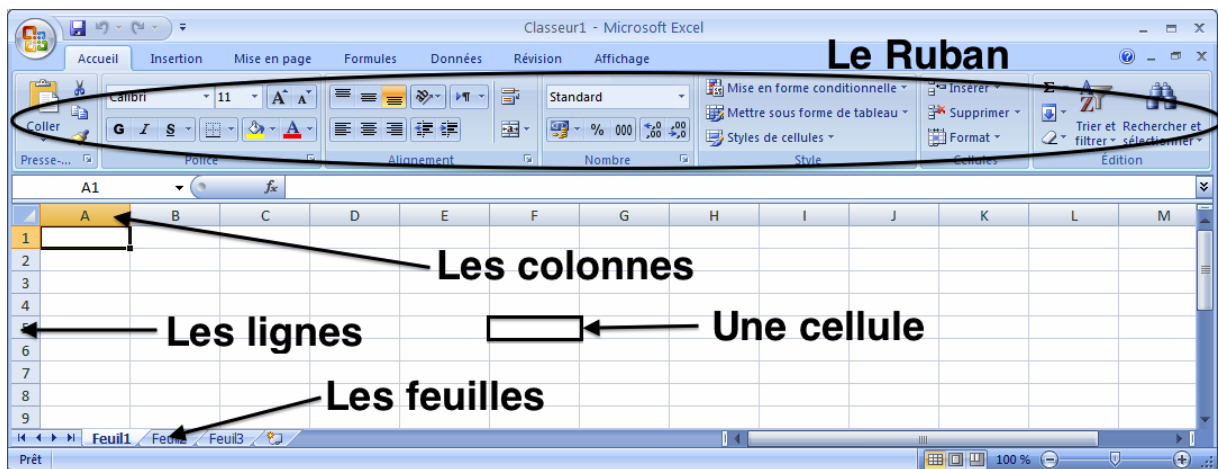 Classeur1 - Microsoft Excel
Accueil Insertion Mise en page Formules Données Révision Affichage
Le Ruban
Calibri 11 A A Standard Mise en forme conditionnelle Insérer Σ
Coller Mettre sous forme de tableau Supprimer Trier et Rechercher et
G I S A % 000 Styles de cellules Format filtrer sélectionner
Presse-... Police Alignement Nombre Style Cellules Édition
A1 fx
A B C D E F G H I J K L M
1
2
Les colonnes
3
4
5 Les lignes Une cellule
6
7
8 Les feuilles
9
Feuil1 Feuil2 Feuil3
Prêt 100 %